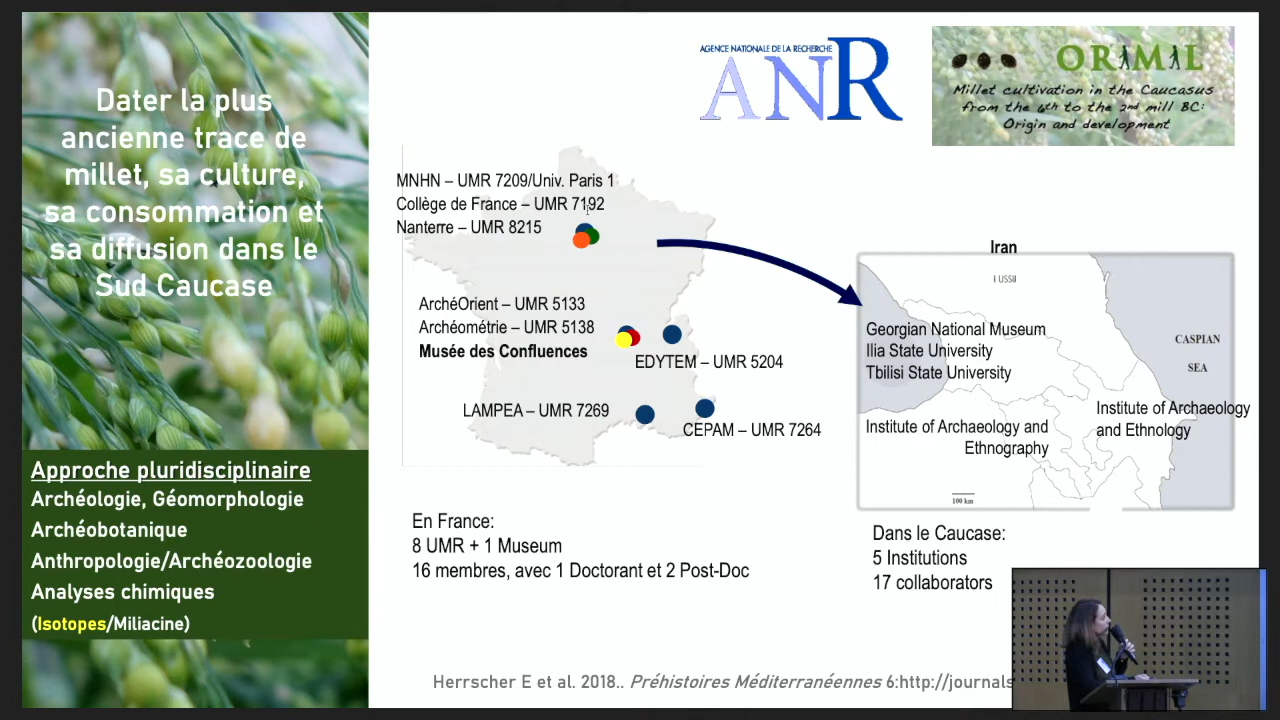 Dater la plus
ancienne trace de
millet, sa culture,
sa consommation et
sa diffusion dans le
Sud Caucase
Approche pluridisciplinaire
Archéologie, Géomorphologie
Archéobotanique
Anthropologie/Archéozoologie
Analyses chimiques
(Isotopes/Miliacine)
AGENCE NATIONALE DE LA RECHERCHE
ANR
ORIMIL
Millet cultivation in the Caucasus
from the 6th to the 2nd mill BC:
Origin and development
MNHN – UMR 7209/Univ. Paris 1
Collège de France – UMR 7192
Nanterre – UMR 8215
ArchéOrient – UMR 5133
Archéométrie – UMR 5138
Musée des Confluences
EDYTEM – UMR 5204
LAMPEA – UMR 7269
CEPAM – UMR 7264
Iran
Georgian National Museum
Ilia State University
Tbilisi State University
CASPIAN
SEA
Institute of Archaeology
and Ethnology
Institute of Archaeology and
Ethnography
100 km
En France:
8 UMR + 1 Museum
16 membres, avec 1 Doctorant et 2 Post-Doc
Dans le Caucase:
5 Institutions
17 collaborators
Herrscher E et al. 2018.. Préhistoires Méditerranéennes 6:http://journals